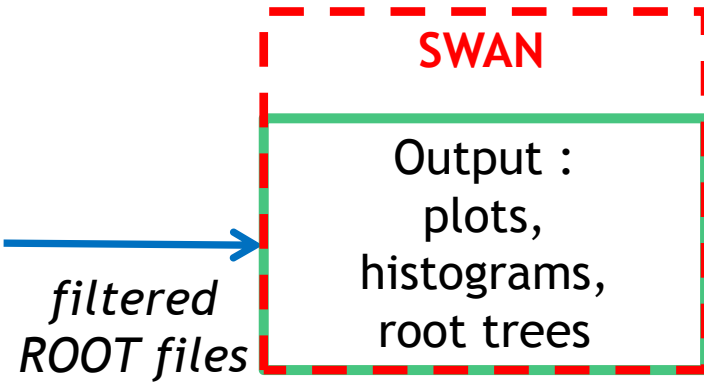 SWAN
Output :
plots,
histograms,
root trees
filtered
ROOT files